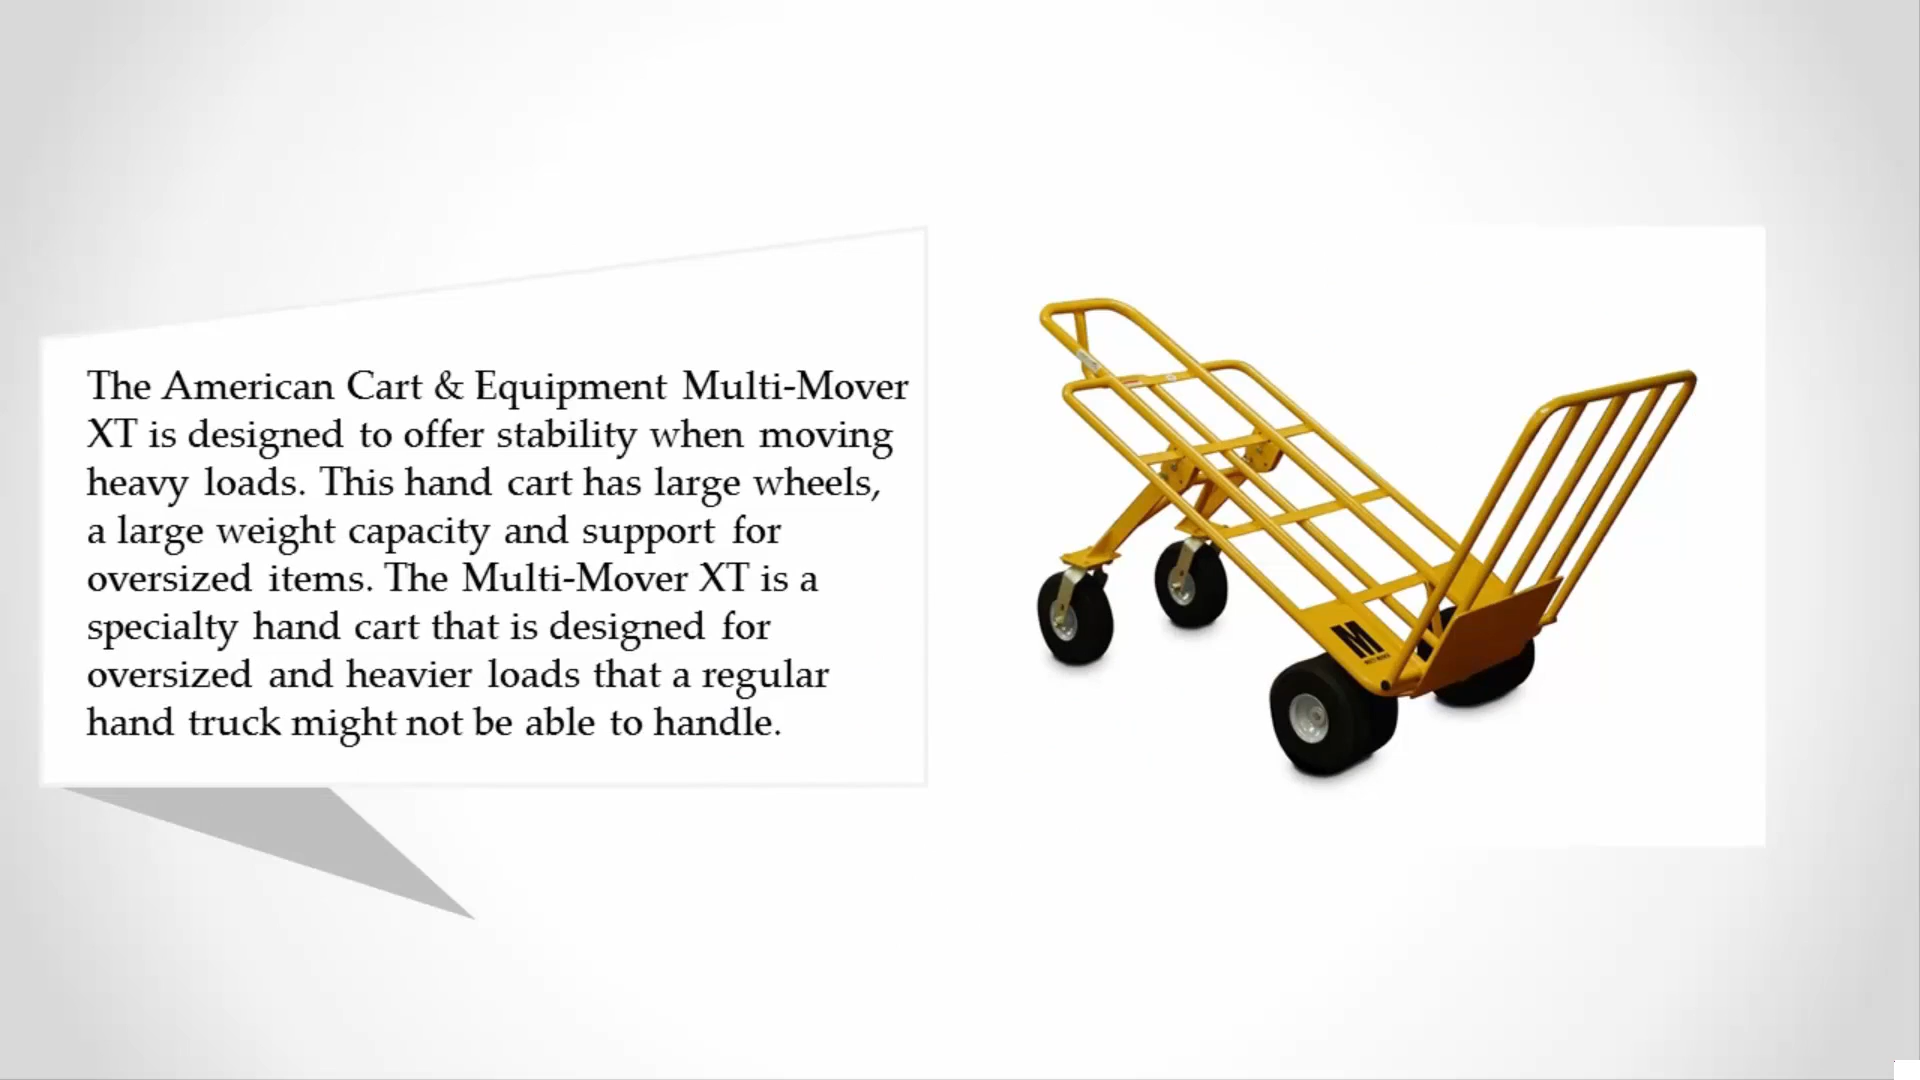 The American Cart & Equipment Multi-Mover
XT is designed to offer stability when moving
heavy loads. This hand cart has large wheels,
a large weight capacity and support for
oversized items. The Multi-Mover XT is a
specialty hand cart that is designed for
oversized and heavier loads that a regular
hand truck might not be able to handle.
M